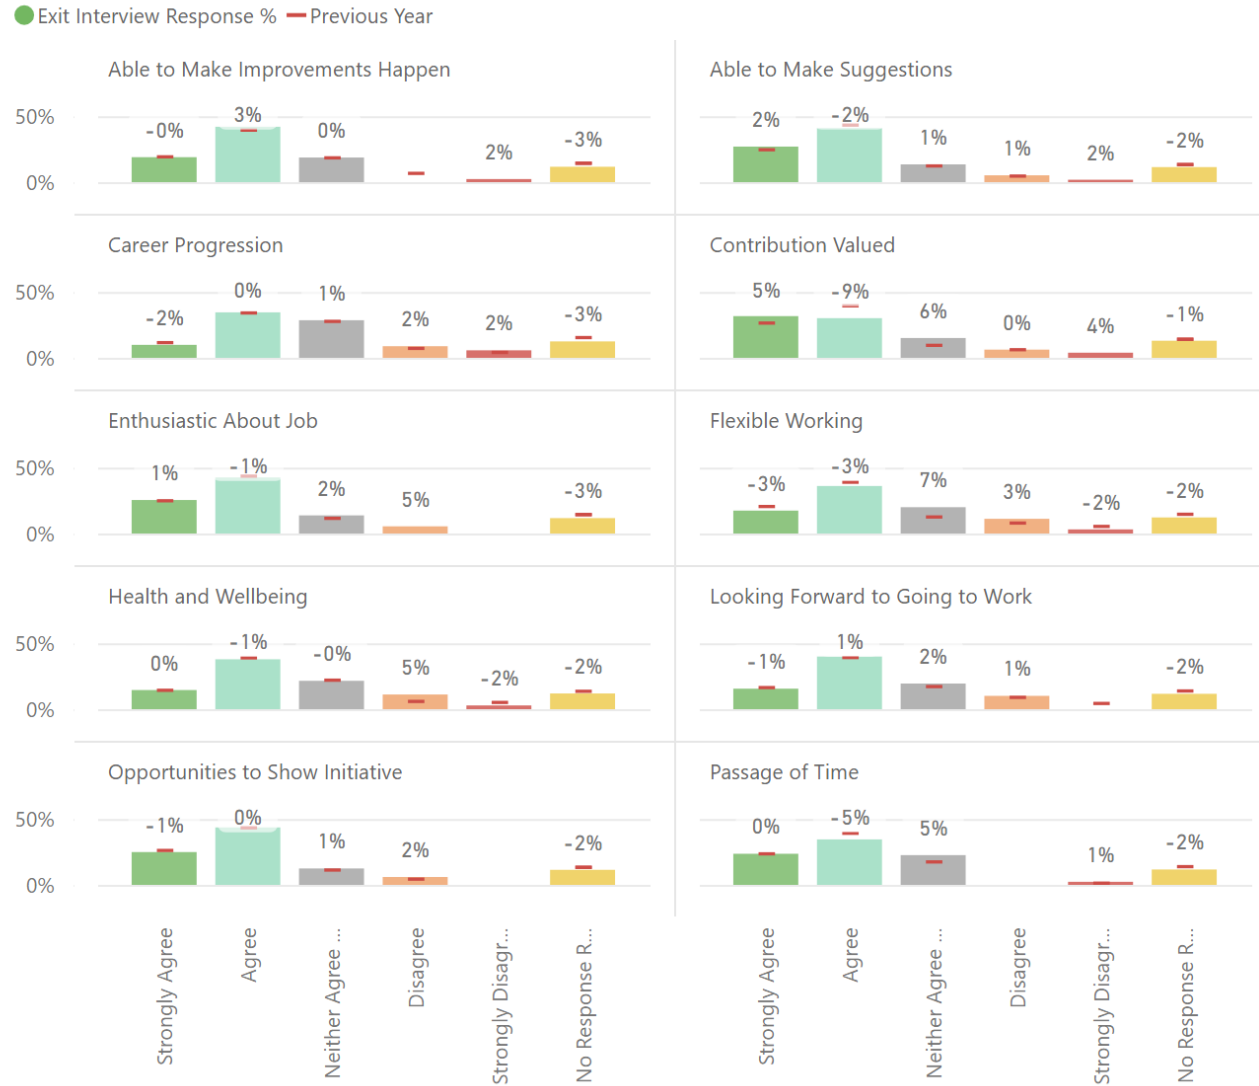 Exit Interview Response % Previous Year
Able to Make Improvements Happen
50%
0%
-0%
3%
0%
2%
-3%
Able to Make Suggestions
2%
-2%
1%
1%
2%
-2%
Career Progression
50%
0%
-2%
0%
1%
2%
2%
-3%
Contribution Valued
5%
-9%
6%
0%
4%
-1%
Enthusiastic About Job
50%
0%
1%
-1%
2%
5%
-3%
Flexible Working
-3%
-3%
7%
3%
-2%
-2%
Health and Wellbeing
50%
0%
0%
-1%
-0%
5%
-2%
-2%
Looking Forward to Going to Work
-1%
1%
2%
1%
-2%
Opportunities to Show Initiative
50%
0%
-1%
0%
1%
2%
-2%
Passage of Time
0%
-5%
5%
1%
-2%
Strongly Agree
Agree
Neither Agree ...
Disagree
Strongly Disagr...
No Response R...
Strongly Agree
Agree
Neither Agree ...
Disagree
Strongly Disagr...
No Response R...